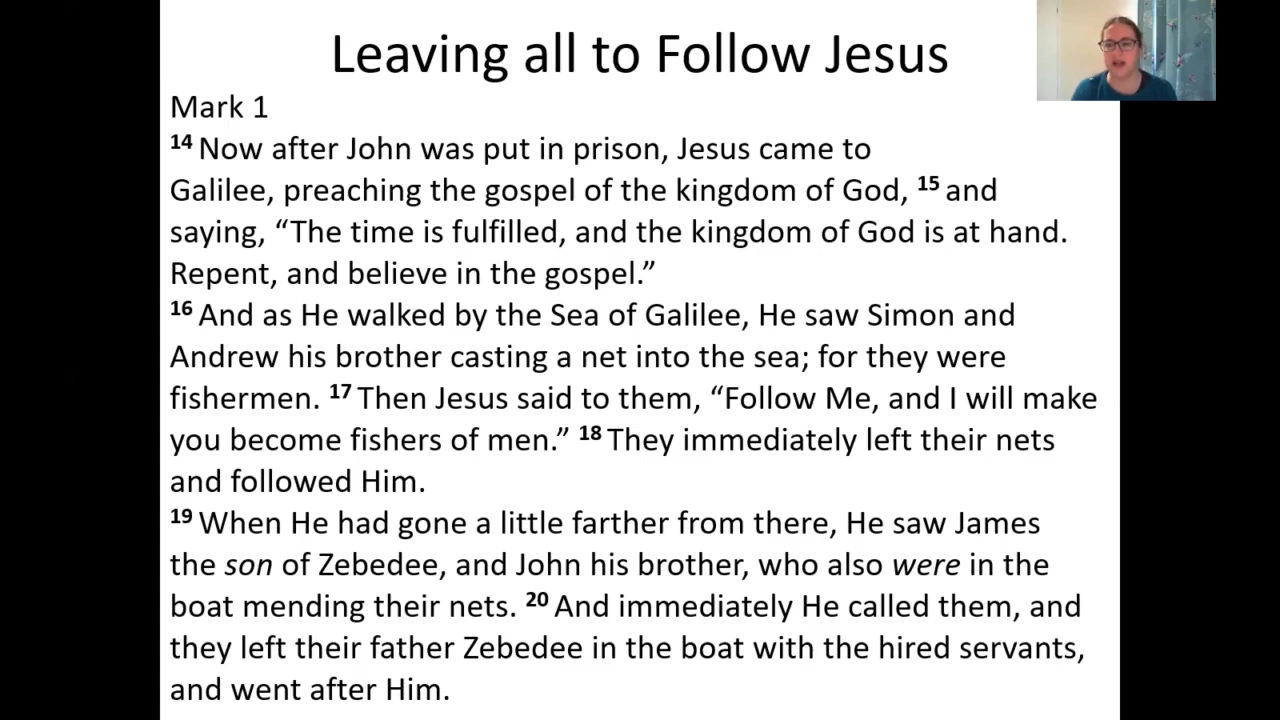 Leaving all to Follow Jesus
Mark 1
14 Now after John was put in prison, Jesus came to
Galilee, preaching the gospel of the kingdom of God, 15 and
saying, “The time is fulfilled, and the kingdom of God is at hand.
Repent, and believe in the gospel.”
16 And as He walked by the Sea of Galilee, He saw Simon and
Andrew his brother casting a net into the sea; for they were
fishermen. 17 Then Jesus said to them, “Follow Me, and I will make
you become fishers of men.” 18 They immediately left their nets
and followed Him.
19 When He had gone a little farther from there, He saw James
the son of Zebedee, and John his brother, who also were in the
boat mending their nets. 20 And immediately He called them, and
they left their father Zebedee in the boat with the hired servants,
and went after Him.